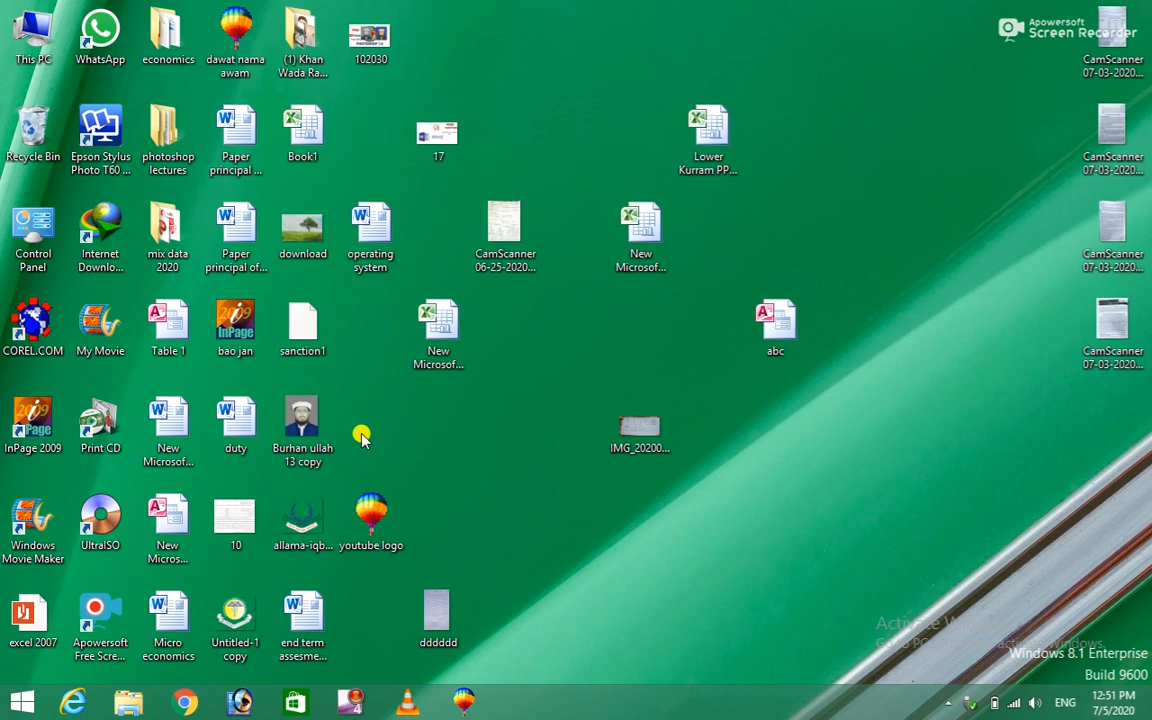 This PC
WhatsApp
economics
dawat nama
awam
(1) Khan
Wada Ra...
102030
Apowersoft
Screen Recorder
CamScanner
07-03-2020...
Recycle Bin
Epson Stylus
Photo T60 ...
photoshop
lectures
Paper
principal ...
Book1
17
Lower
Kurram PP...
CamScanner
07-03-2020...
Control
Panel
Internet
Downlo...
mix data
2020
Paper
principal of...
download
operating
system
CamScanner
06-25-2020...
New
Microsof...
CamScanner
07-03-2020...
COREL.COM
My Movie
Table 1
2009
InPage
bao jan
sanction1
New
Microsof...
abc
CamScanner
07-03-2020...
2009
InPage 2009
Print CD
New
Microsof...
duty
Burhan ullah
13 copy
IMG_20200...
Windows
Movie Maker
UltraISO
New
Micros...
10
allama-iqb...
youtube logo
excel 2007
Apowersoft
Free Scre...
Micro
economics
Untitled-1
copy
end term
assesme...
dddddd
Windows 8.1 Enterprise
Build 9600
ENG
12:51 PM
7/5/2020